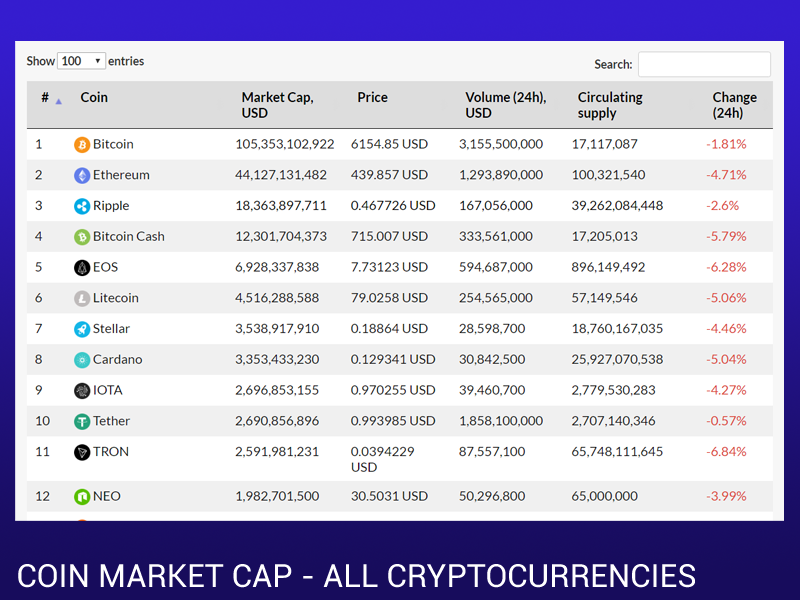 Show 100 entries
Search:
# Coin Market Cap, USD Price Volume (24h), USD Circulating supply Change (24h)
1 Bitcoin 105,353,102,922 6154.85 USD 3,155,500,000 17,117,087 -1.81%
2 Ethereum 44,127,131,482 439.857 USD 1,293,890,000 100,321,540 -4.71%
3 Ripple 18,363,897,711 0.467726 USD 167,056,000 39,262,084,448 -2.6%
4 Bitcoin Cash 12,301,704,373 715.007 USD 333,561,000 17,205,013 -5.79%
5 EOS 6,928,337,838 7.73123 USD 594,687,000 896,149,492 -6.28%
6 Litecoin 4,516,288,588 79.0258 USD 254,565,000 57,149,546 -5.06%
7 Stellar 3,538,917,910 0.18864 USD 28,598,700 18,760,167,035 -4.46%
8 Cardano 3,353,433,230 0.129341 USD 30,842,500 25,927,070,538 -5.04%
9 IOTA 2,696,853,155 0.970255 USD 39,460,700 2,779,530,283 -4.27%
10 Tether 2,690,856,896 0.993985 USD 1,858,100,000 2,707,140,346 -0.57%
11 TRON 2,591,981,231 0.0394229 USD 87,557,100 65,748,111,645 -6.84%
12 NEO 1,982,701,500 30.5031 USD 50,296,800 65,000,000 -3.99%
COIN MARKET CAP - ALL CRYPTOCURRENCIES